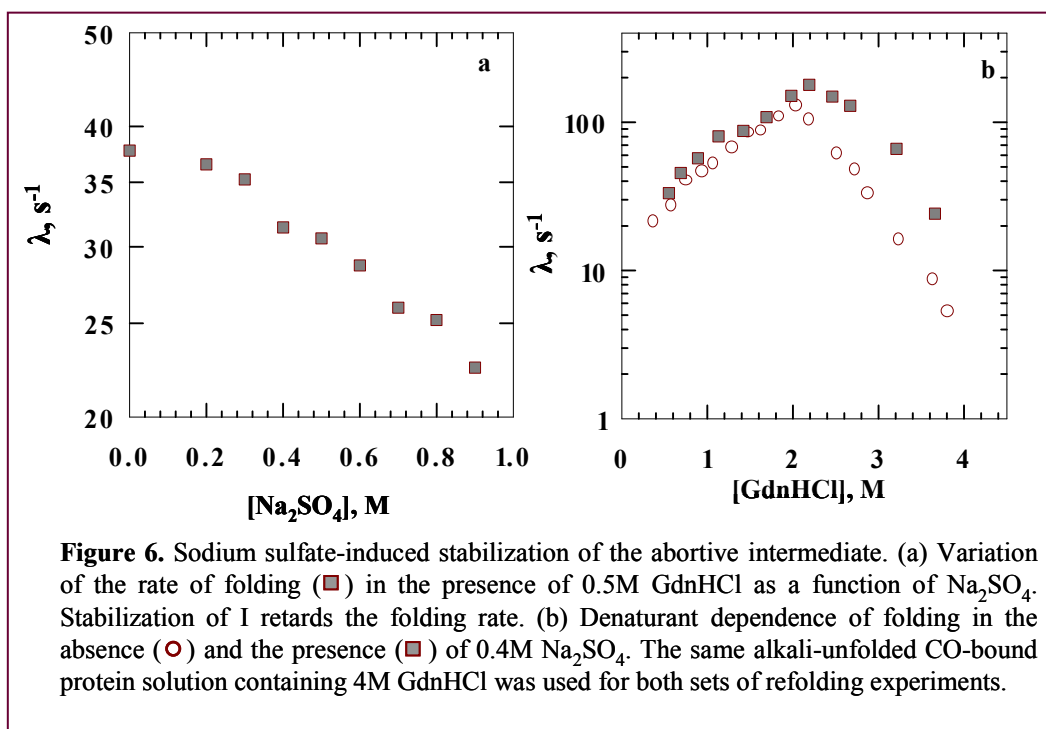 50
40
35
30
25
20
a
λ, s⁻¹
0.0 0.2 0.4 0.6 0.8 1.0
[Na₂SO₄], M
100
10
1
b
λ, s⁻¹
0 1 2 3 4
[GdnHCl], M
Figure 6. Sodium sulfate-induced stabilization of the abortive intermediate. (a) Variation
of the rate of folding (■) in the presence of 0.5M GdnHCl as a function of Na₂SO₄.
Stabilization of I retards the folding rate. (b) Denaturant dependence of folding in the
absence (○) and the presence (■) of 0.4M Na₂SO₄. The same alkali-unfolded CO-bound
protein solution containing 4M GdnHCl was used for both sets of refolding experiments.